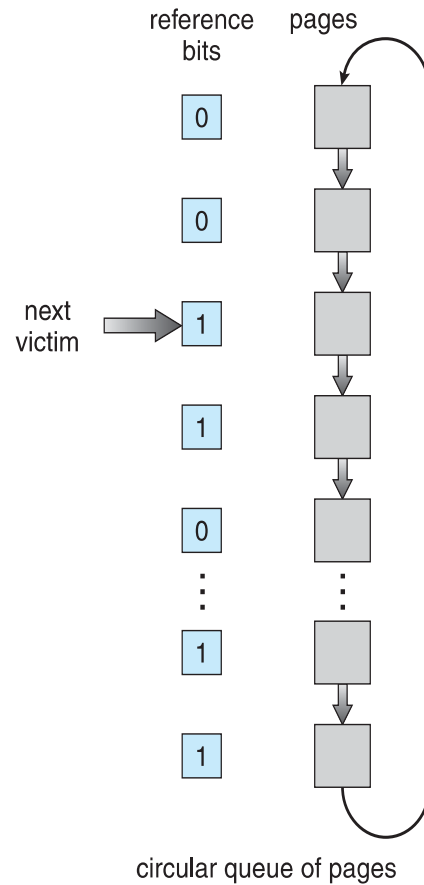 reference bits
pages
0
0
next victim
1
1
0
1
1
circular queue of pages